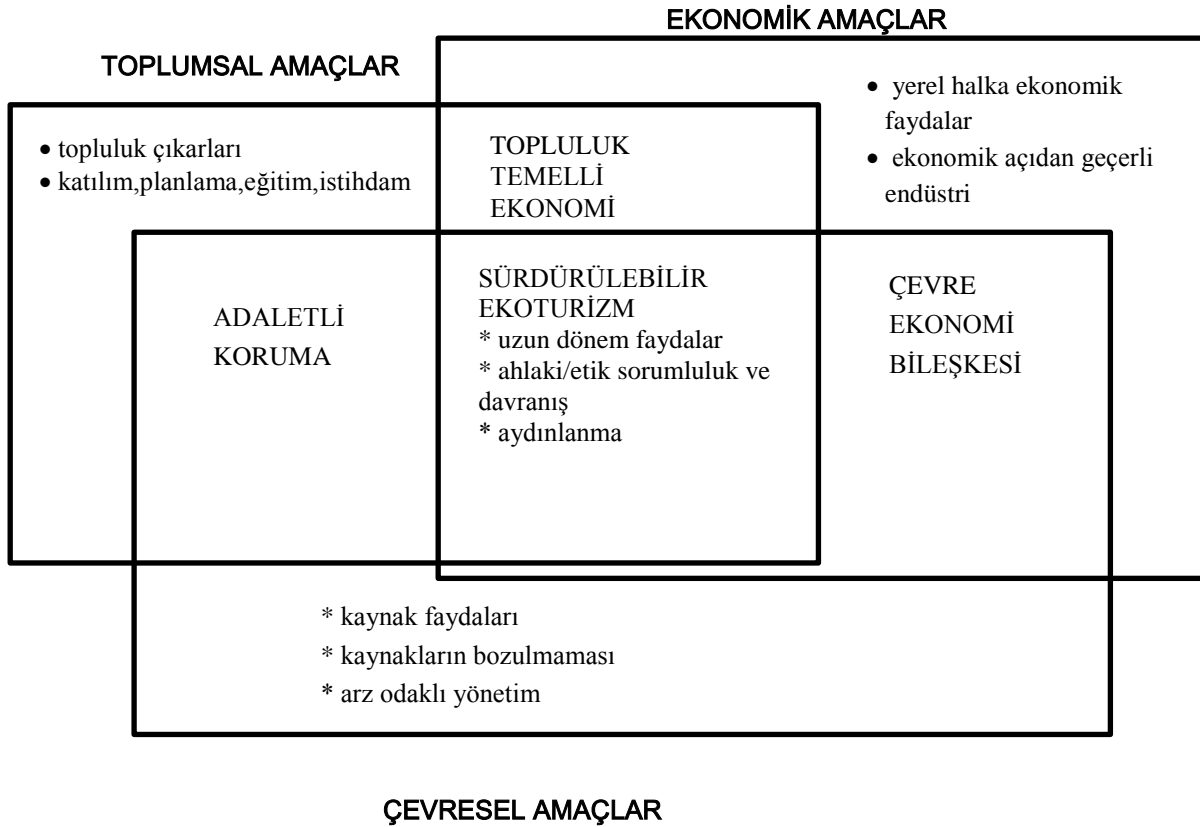 EKONOMİK AMAÇLAR
TOPLUMSAL AMAÇLAR
• yerel halka ekonomik
faydalar
• ekonomik açıdan geçerli
endüstri
• topluluk çıkarları
• katılım,planlama,eğitim,istihdam
TOPLULUK
TEMELLİ
EKONOMİ
ADALETLİ
KORUMA
SÜRDÜRÜLEBİLİR
EKOTURİZM
* uzun dönem faydalar
* ahlaki/etik sorumluluk ve
davranış
* aydınlanma
ÇEVRE
EKONOMİ
BİLEŞKESİ
* kaynak faydaları
* kaynakların bozulmaması
* arz odaklı yönetim
ÇEVRESEL AMAÇLAR